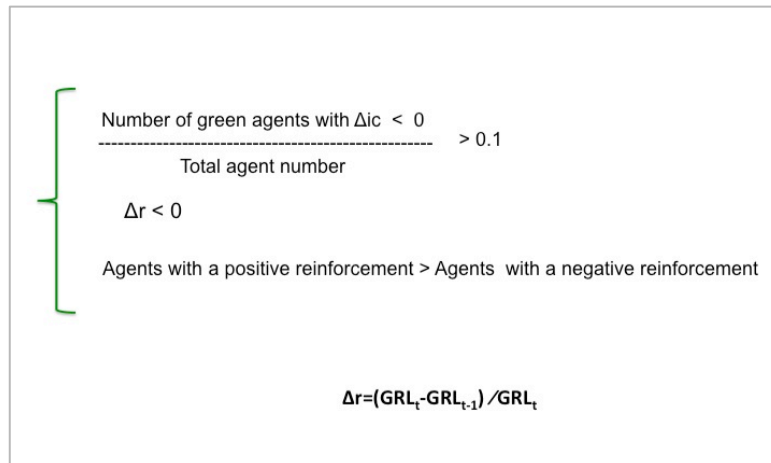 Number of green agents with Δic < 0
----------------------------------------------------
> 0.1
Total agent number
Δr < 0
Agents with a positive reinforcement > Agents with a negative reinforcement
Δr=(GRLₜ-GRLₜ₋₁) ⁄GRLₜ